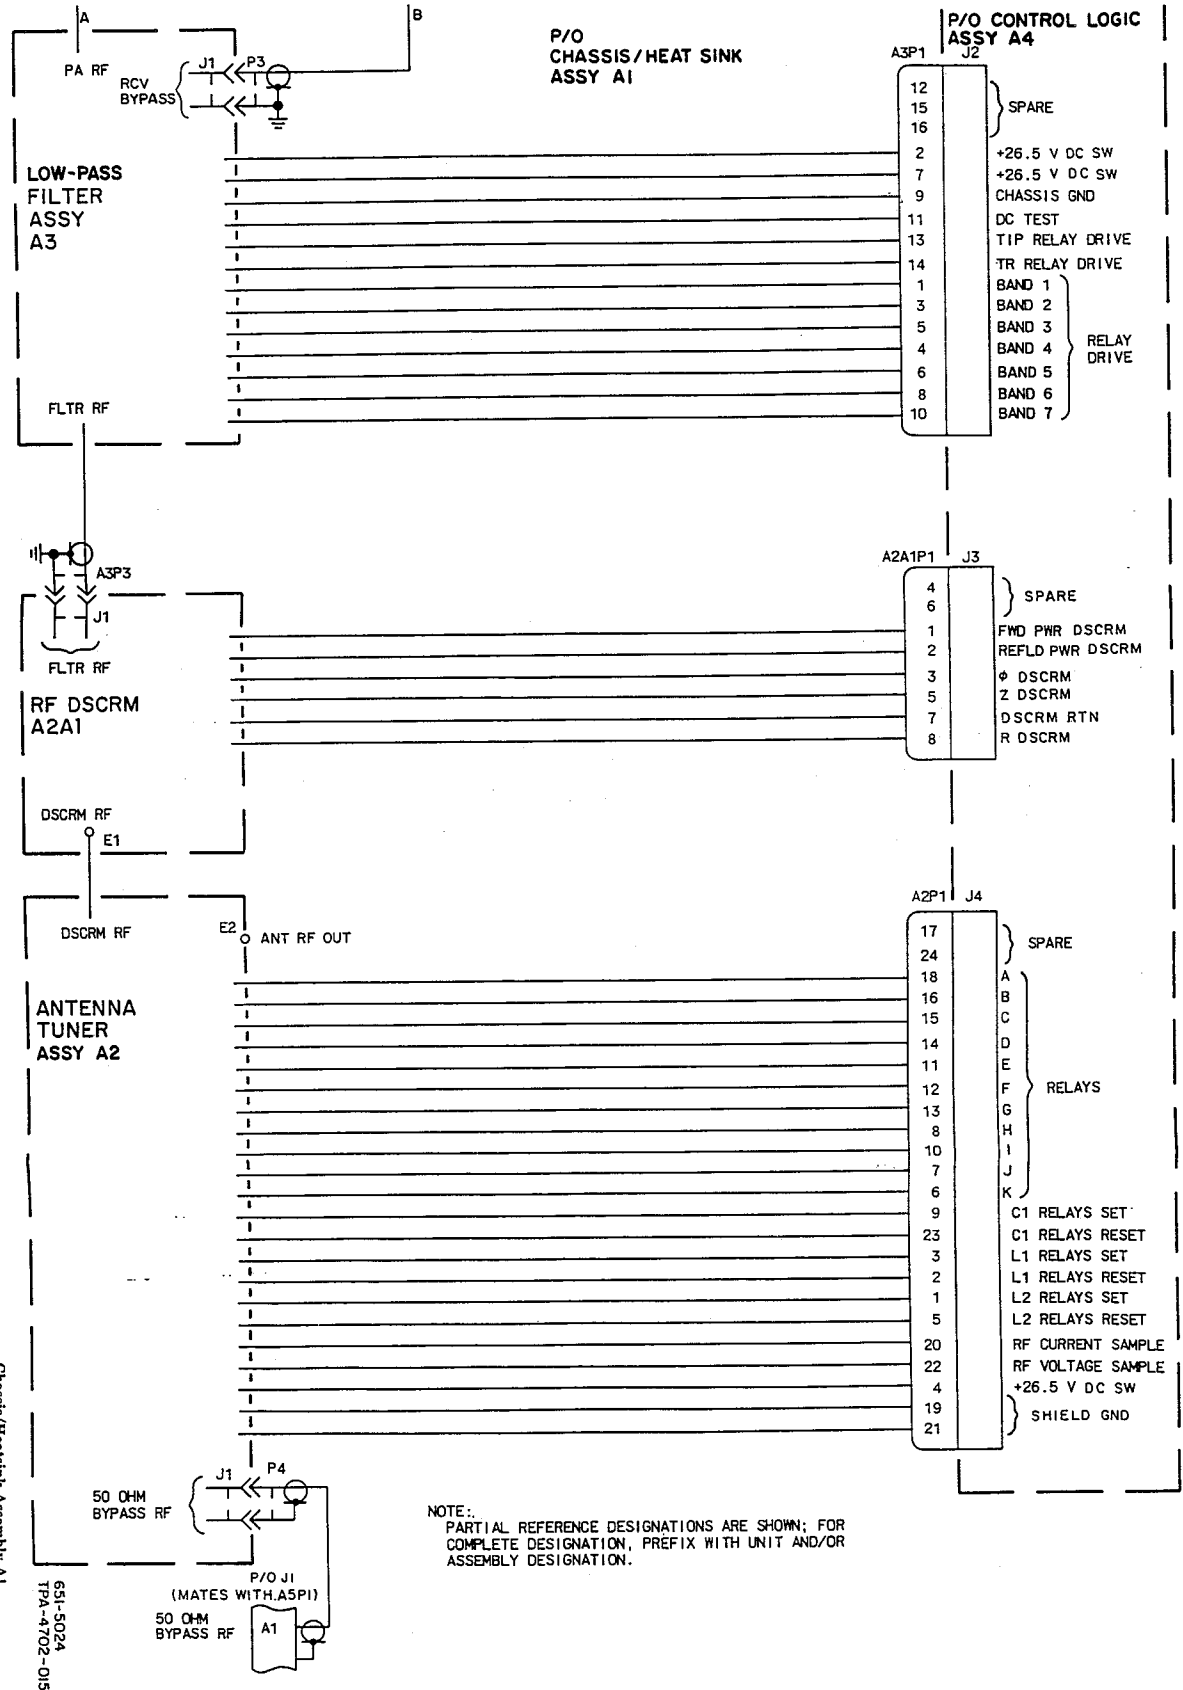 A
B
P/O
CHASSIS/HEAT SINK
ASSY A1
P/O CONTROL LOGIC
ASSY A4
A3P1 J2
PA RF
J1 P3
RCV
BYPASS
LOW-PASS
FILTER
ASSY
A3
12
15
16
SPARE
2 +26.5 V DC SW
7 +26.5 V DC SW
9 CHASSIS GND
11 DC TEST
13 TIP RELAY DRIVE
14 TR RELAY DRIVE
1 BAND 1
3 BAND 2
5 BAND 3
4 BAND 4
6 BAND 5
8 BAND 6
10 BAND 7
RELAY
DRIVE
FLTR RF
A3P3
J1
FLTR RF
RF DSCRM
A2A1
A2A1P1 J3
4
6
SPARE
1 FWD PWR DSCRM
2 REFLD PWR DSCRM
3 φ DSCRM
5 Z DSCRM
7 DSCRM RTN
8 R DSCRM
DSCRM RF
E1
DSCRM RF
E2 ANT RF OUT
ANTENNA
TUNER
ASSY A2
A2P1 J4
17
24
SPARE
18 A
16 B
15 C
14 D
11 E
12 F
13 G
8 H
10 I
7 J
6 K
RELAYS
9 C1 RELAYS SET
23 C1 RELAYS RESET
3 L1 RELAYS SET
2 L1 RELAYS RESET
1 L2 RELAYS SET
5 L2 RELAYS RESET
20 RF CURRENT SAMPLE
22 RF VOLTAGE SAMPLE
4 +26.5 V DC SW
19
21
SHIELD GND
J1 P4
50 OHM
BYPASS RF
NOTE:
PARTIAL REFERENCE DESIGNATIONS ARE SHOWN; FOR
COMPLETE DESIGNATION, PREFIX WITH UNIT AND/OR
ASSEMBLY DESIGNATION.
P/O J1
(MATES WITH A5P1)
50 OHM
BYPASS RF
A1
651-5024
TPA-4702-015